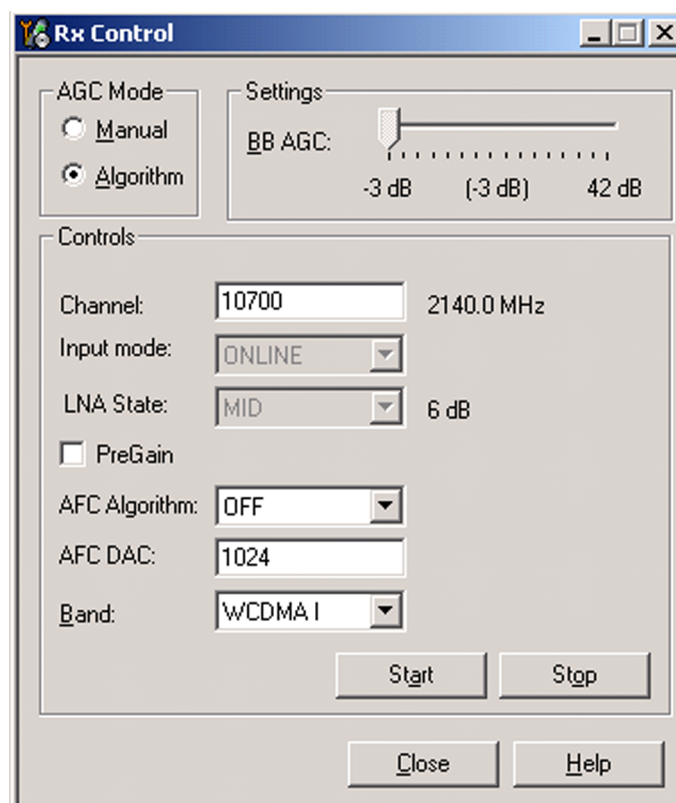 Rx Control
AGC Mode
Manual
Algorithm
Settings
BB AGC:
-3 dB (-3 dB) 42 dB
Controls
Channel: 10700 2140.0 MHz
Input mode: ONLINE
LNA State: MID 6 dB
PreGain
AFC Algorithm: OFF
AFC DAC: 1024
Band: WCDMA I
Start Stop
Close Help